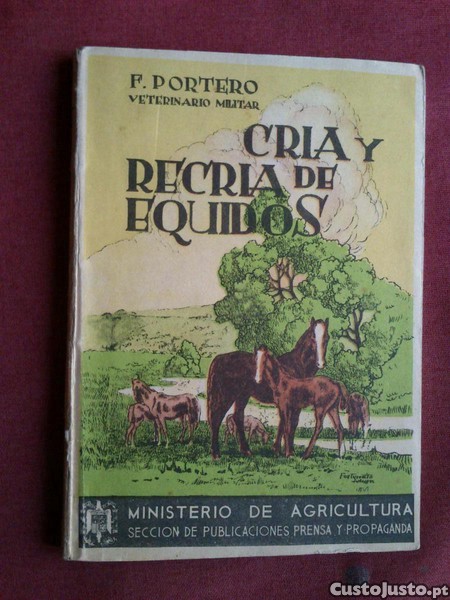 F. PORTERO
VETERINARIO MILITAR
CRIA Y
RECRIA DE
EQUIDOS
MINISTERIO DE AGRICULTURA
SECCION DE PUBLICACIONES PRENSA Y PROPAGANDA
CustoJusto.pt